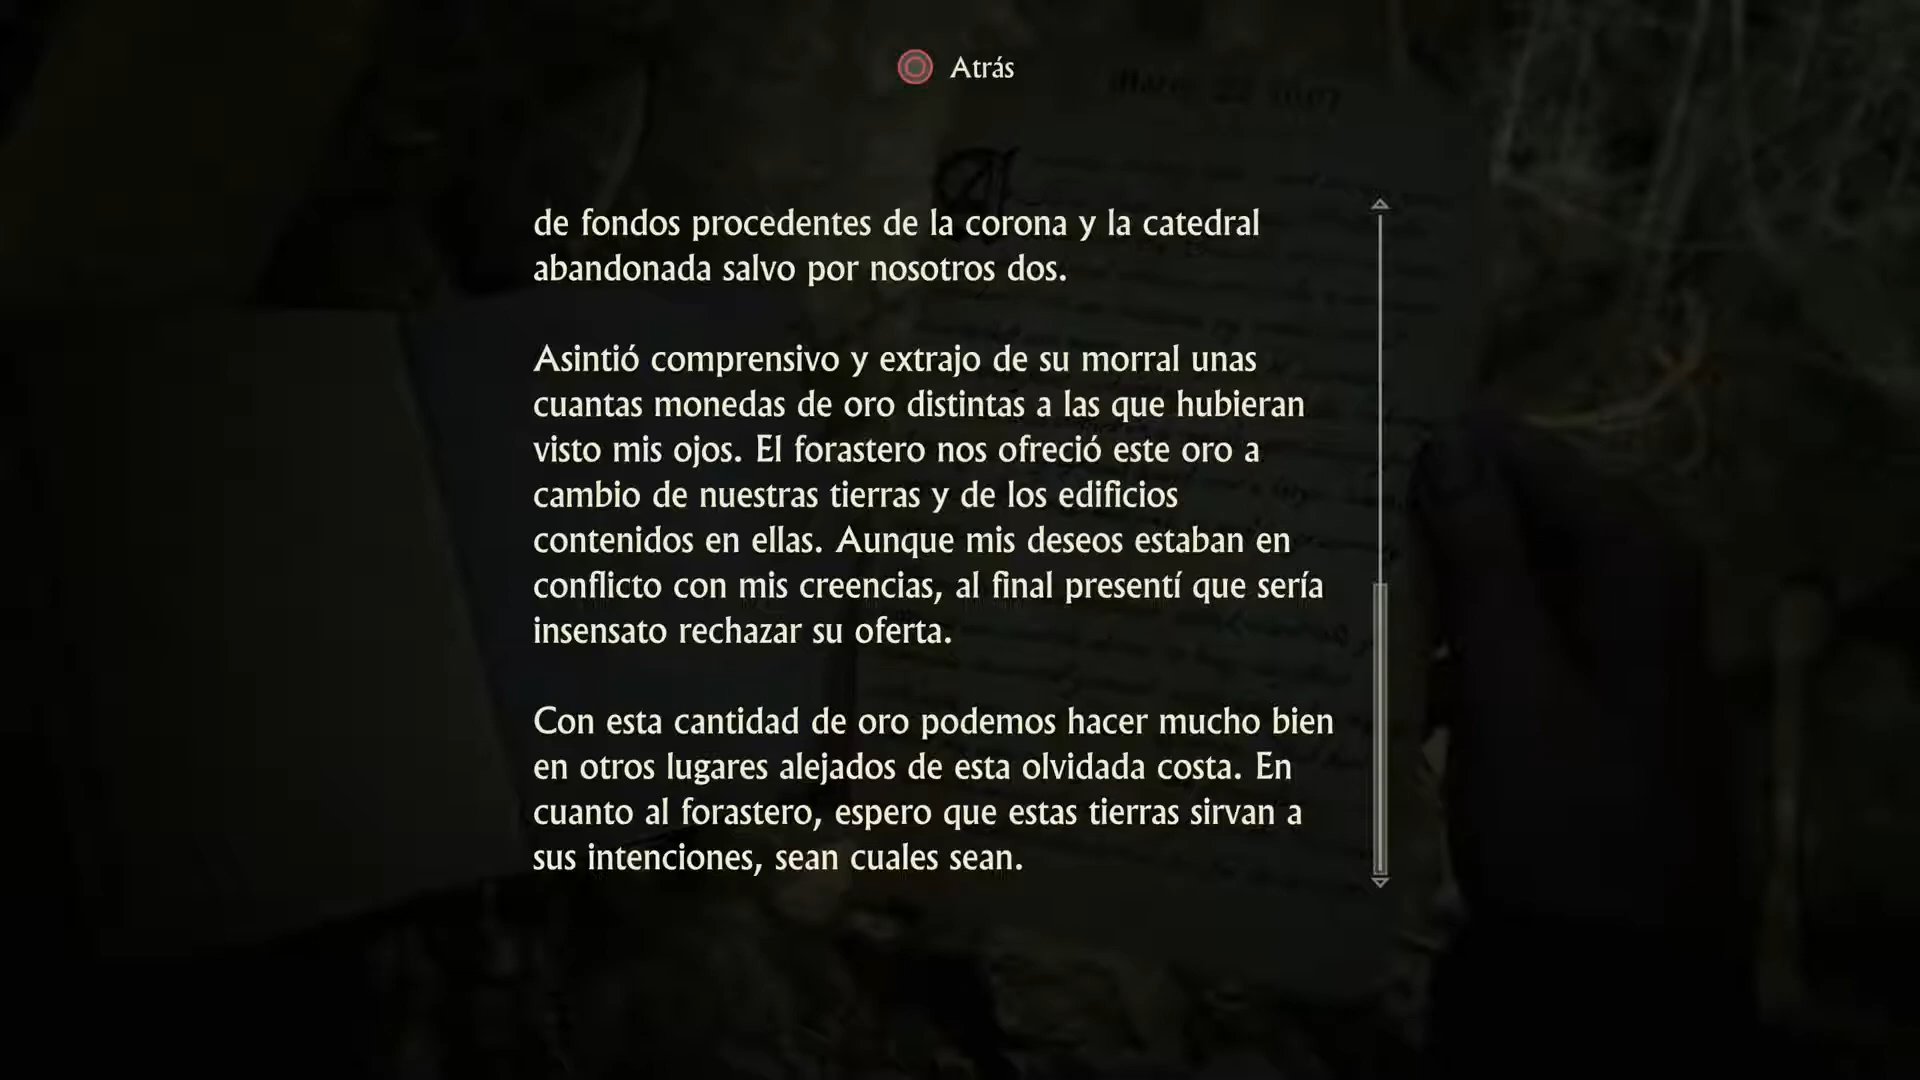 Atrás
de fondos procedentes de la corona y la catedral
abandonada salvo por nosotros dos.
Asintió comprensivo y extrajo de su morral unas
cuantas monedas de oro distintas a las que hubieran
visto mis ojos. El forastero nos ofreció este oro a
cambio de nuestras tierras y de los edificios
contenidos en ellas. Aunque mis deseos estaban en
conflicto con mis creencias, al final presentí que sería
insensato rechazar su oferta.
Con esta cantidad de oro podemos hacer mucho bien
en otros lugares alejados de esta olvidada costa. En
cuanto al forastero, espero que estas tierras sirvan a
sus intenciones, sean cuales sean.